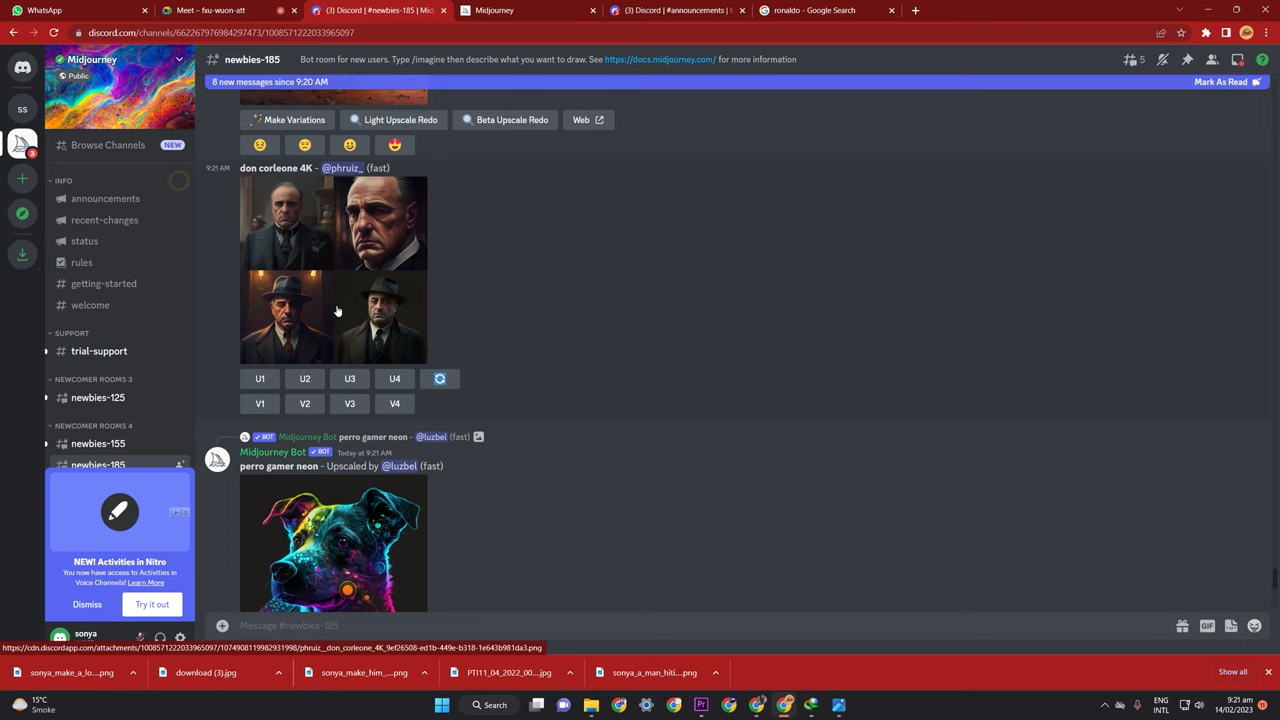 WhatsApp
Meet – fxu-wuon-att
(3) Discord | #newbies-185 | Mid
Midjourney
(3) Discord | #announcements | M
ronaldo - Google Search
discord.com/channels/662267976984297473/1008571222033965097
Midjourney
Public
newbies-185
Bot room for new users. Type /imagine then describe what you want to draw. See https://docs.midjourney.com/ for more information
5
8 new messages since 9:20 AM
Mark As Read
SS
3
Browse Channels
NEW
INFO
announcements
recent-changes
status
rules
getting-started
welcome
SUPPORT
trial-support
NEWCOMER ROOMS 3
newbies-125
NEWCOMER ROOMS 4
newbies-155
newbies-185
NEW! Activities in Nitro
You now have access to Activities in
Voice Channels! Learn More
Dismiss
Try it out
sonya
Make Variations
Light Upscale Redo
Beta Upscale Redo
Web
9:21 AM
don corleone 4K - @phruiz_ (fast)
U1
U2
U3
U4
V1
V2
V3
V4
BOT Midjourney Bot perro gamer neon - @luzbel (fast)
Midjourney Bot BOT Today at 9:21 AM
perro gamer neon - Upscaled by @luzbel (fast)
Message #newbies-185
GIF
https://cdn.discordapp.com/attachments/1008571222033965097/1074908119982931998/phruiz__don_corleone_4K_9ef26508-ed1b-449e-b318-1e643b981da3.png
sonya_make_a_lo....png
download (3).jpg
sonya_make_him_....png
PTI11_04_2022_00....jpg
sonya_a_man_hiti....png
Show all
15°C
Smoke
Search
Pr
ENG
INTL
9:21 am
14/02/2023